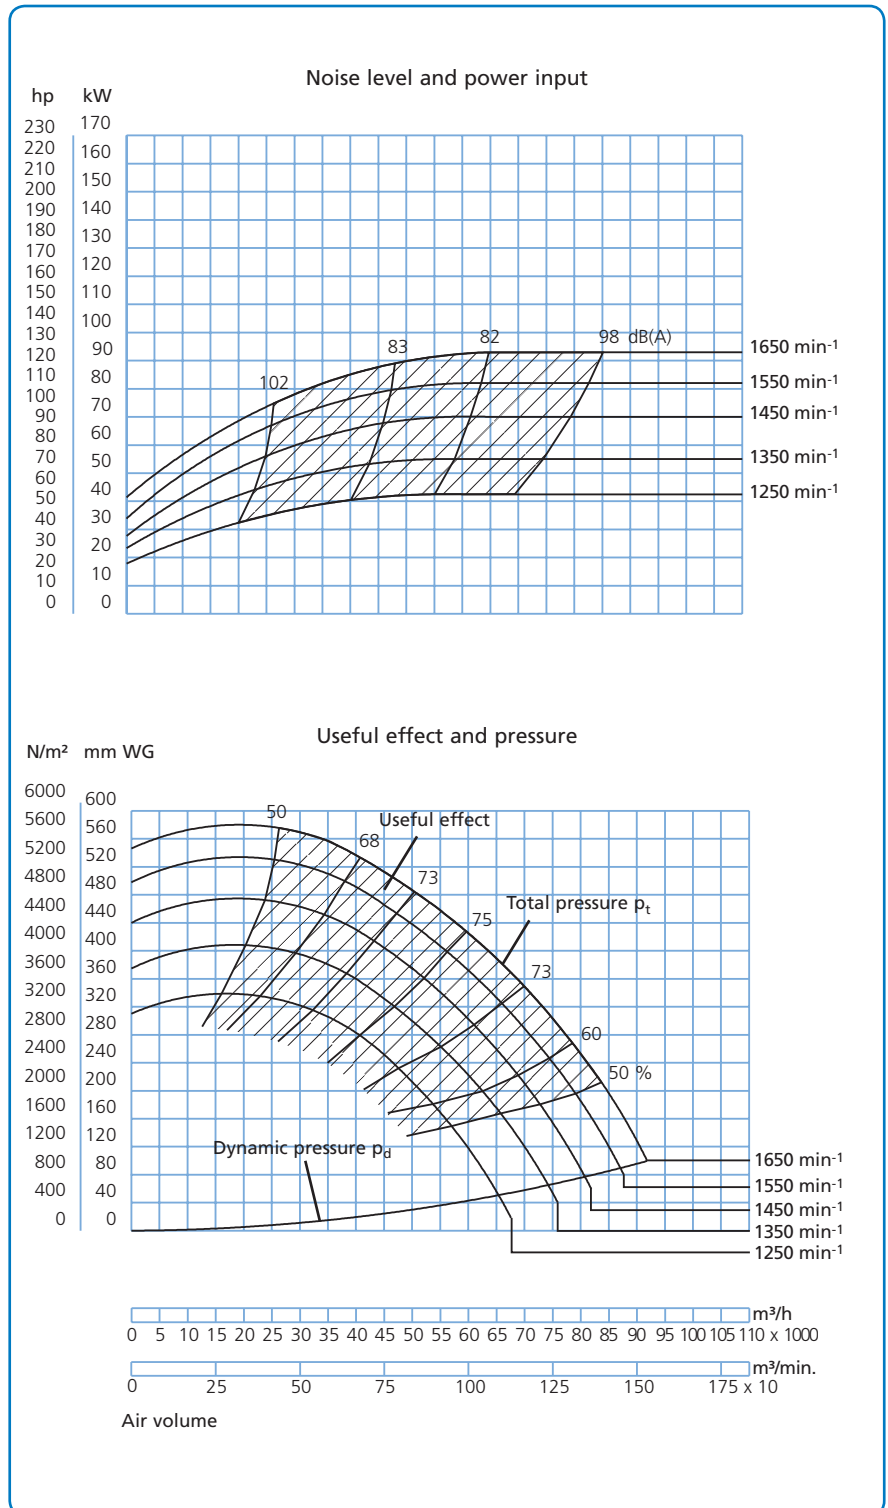 Noise level and power input
hp kW
230 170
220 160
210 150
200 140
190 130
180 120
170 110
160 100
150 90
140 80
130 70
120 60
110 50
100 40
90 30
80 20
70 10
60 0
50
40
30
20
10
0
102
83
82
98 dB(A)
1650 min-1
1550 min-1
1450 min-1
1350 min-1
1250 min-1
Useful effect and pressure
N/m² mm WG
6000 600
5600 560
5200 520
4800 480
4400 440
4000 400
3600 360
3200 320
2800 280
2400 240
2000 200
1600 160
1200 120
800 80
400 40
0 0
50
Useful effect
68
73
Total pressure pt
75
73
60
50 %
Dynamic pressure pd
1650 min-1
1550 min-1
1450 min-1
1350 min-1
1250 min-1
m³/h
0 5 10 15 20 25 30 35 40 45 50 55 60 65 70 75 80 85 90 95 100 105 110 x 1000
m³/min.
0 25 50 75 100 125 150 175 x 10
Air volume